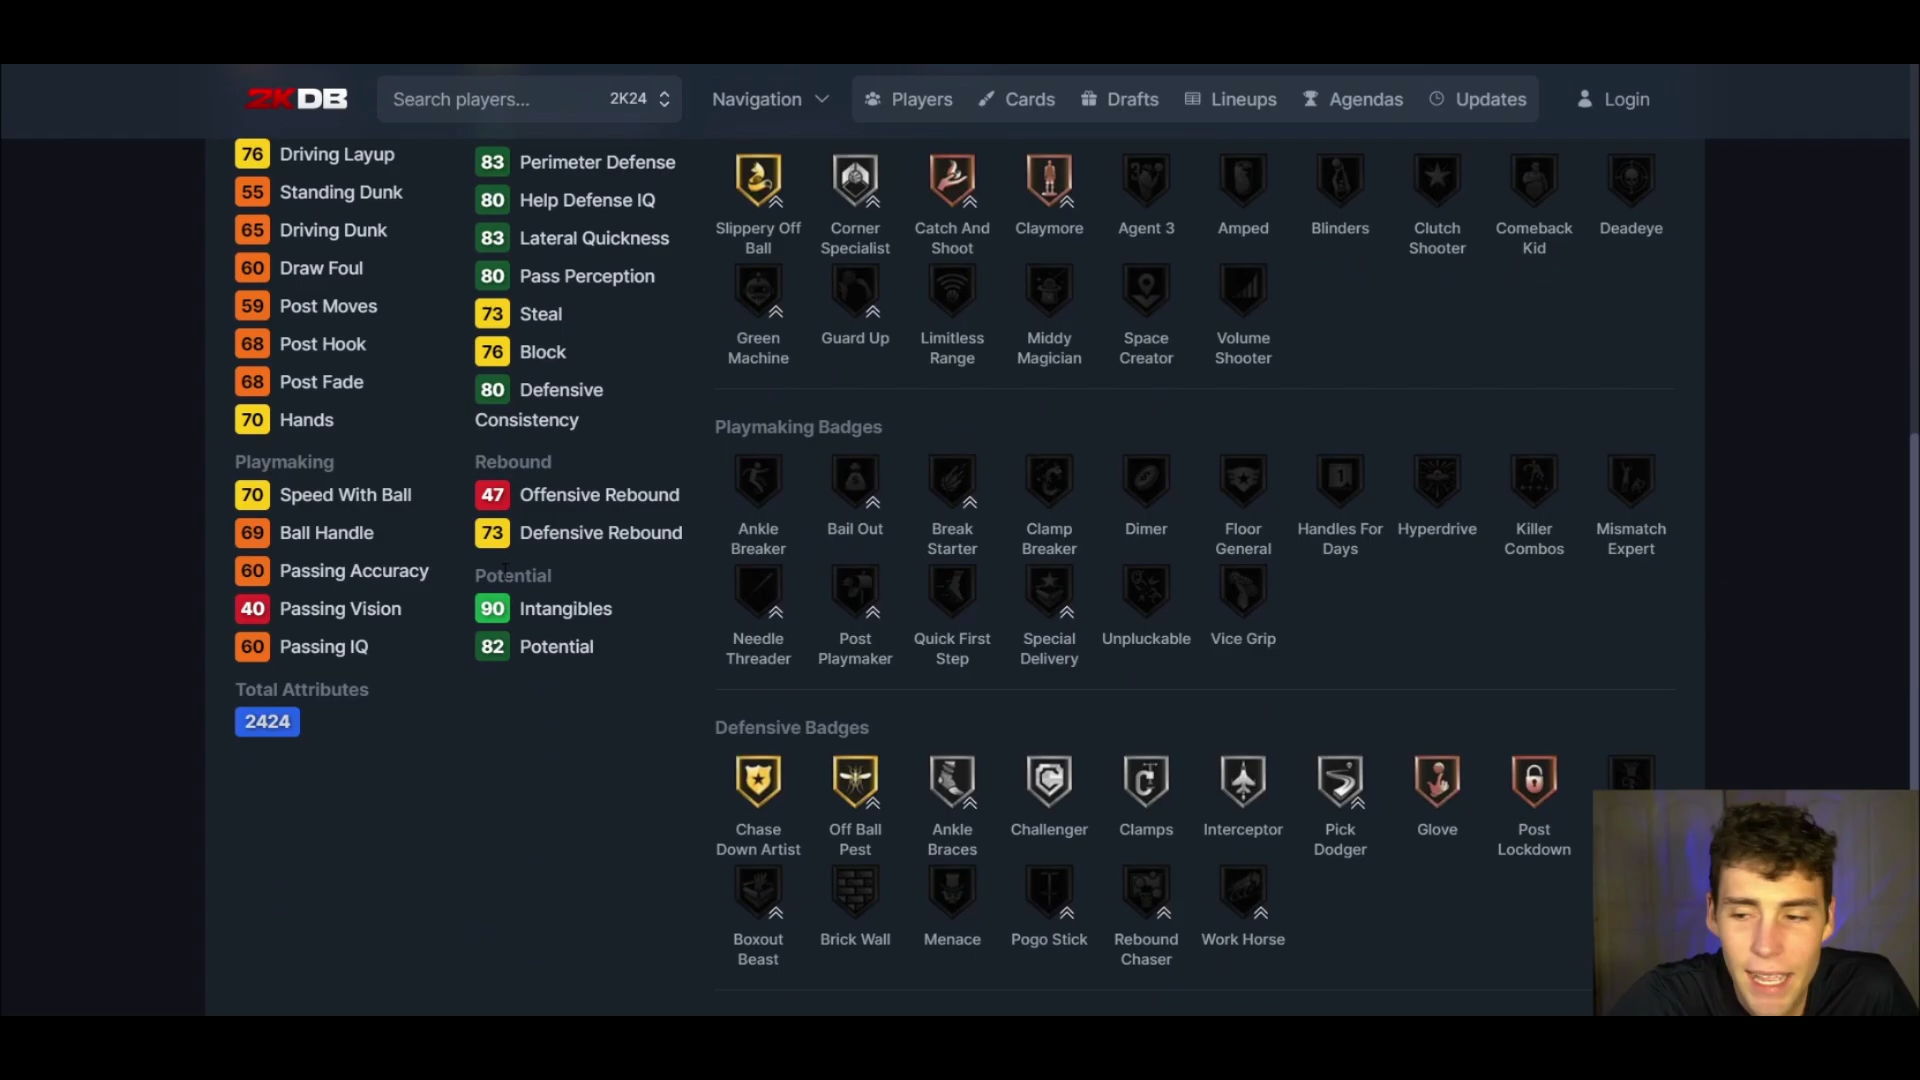 2KDB
Search players...
2K24
Navigation
Players
Cards
Drafts
Lineups
Agendas
Updates
Login
76 Driving Layup
55 Standing Dunk
65 Driving Dunk
60 Draw Foul
59 Post Moves
68 Post Hook
68 Post Fade
70 Hands
Playmaking
70 Speed With Ball
69 Ball Handle
60 Passing Accuracy
40 Passing Vision
60 Passing IQ
Total Attributes
2424
83 Perimeter Defense
80 Help Defense IQ
83 Lateral Quickness
80 Pass Perception
73 Steal
76 Block
80 Defensive
Consistency
Rebound
47 Offensive Rebound
73 Defensive Rebound
Potential
90 Intangibles
82 Potential
Slippery Off
Ball
Corner
Specialist
Catch And
Shoot
Claymore
Agent 3
Amped
Blinders
Clutch
Shooter
Comeback
Kid
Deadeye
Green
Machine
Guard Up
Limitless
Range
Middy
Magician
Space
Creator
Volume
Shooter
Playmaking Badges
Ankle
Breaker
Bail Out
Break
Starter
Clamp
Breaker
Dimer
Floor
General
Handles For
Days
Hyperdrive
Killer
Combos
Mismatch
Expert
Needle
Threader
Post
Playmaker
Quick First
Step
Special
Delivery
Unpluckable
Vice Grip
Defensive Badges
Chase
Down Artist
Off Ball
Pest
Ankle
Braces
Challenger
Clamps
Interceptor
Pick
Dodger
Glove
Post
Lockdown
Boxout
Beast
Brick Wall
Menace
Pogo Stick
Rebound
Chaser
Work Horse